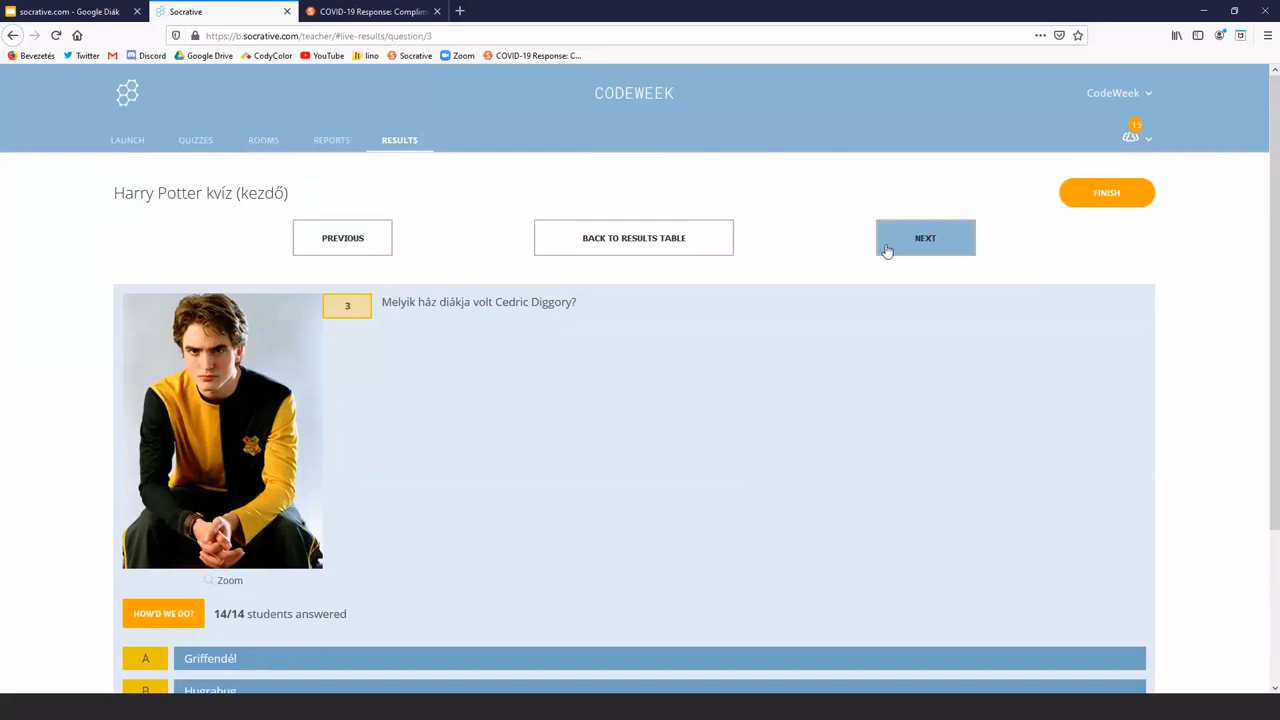 socrative.com - Google Diák
Socrative
COVID-19 Response: Complime
https://b.socrative.com/teacher/#live-results/question/3
Bevezetés
Twitter
Discord
Google Drive
CodyColor
YouTube
lino
Socrative
Zoom
COVID-19 Response: C...
CODEWEEK
CodeWeek
15
LAUNCH
QUIZZES
ROOMS
REPORTS
RESULTS
Harry Potter kvíz (kezdő)
FINISH
PREVIOUS
BACK TO RESULTS TABLE
NEXT
3
Melyik ház diákja volt Cedric Diggory?
Zoom
HOW'D WE DO?
14/14 students answered
A
Griffendél
B
Hugrabug